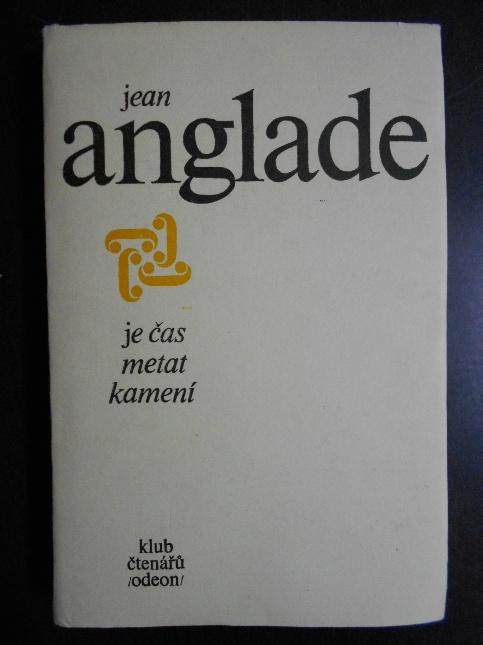 jean
anglade
je čas
metat
kamení
klub
čtenářů
/odeon/